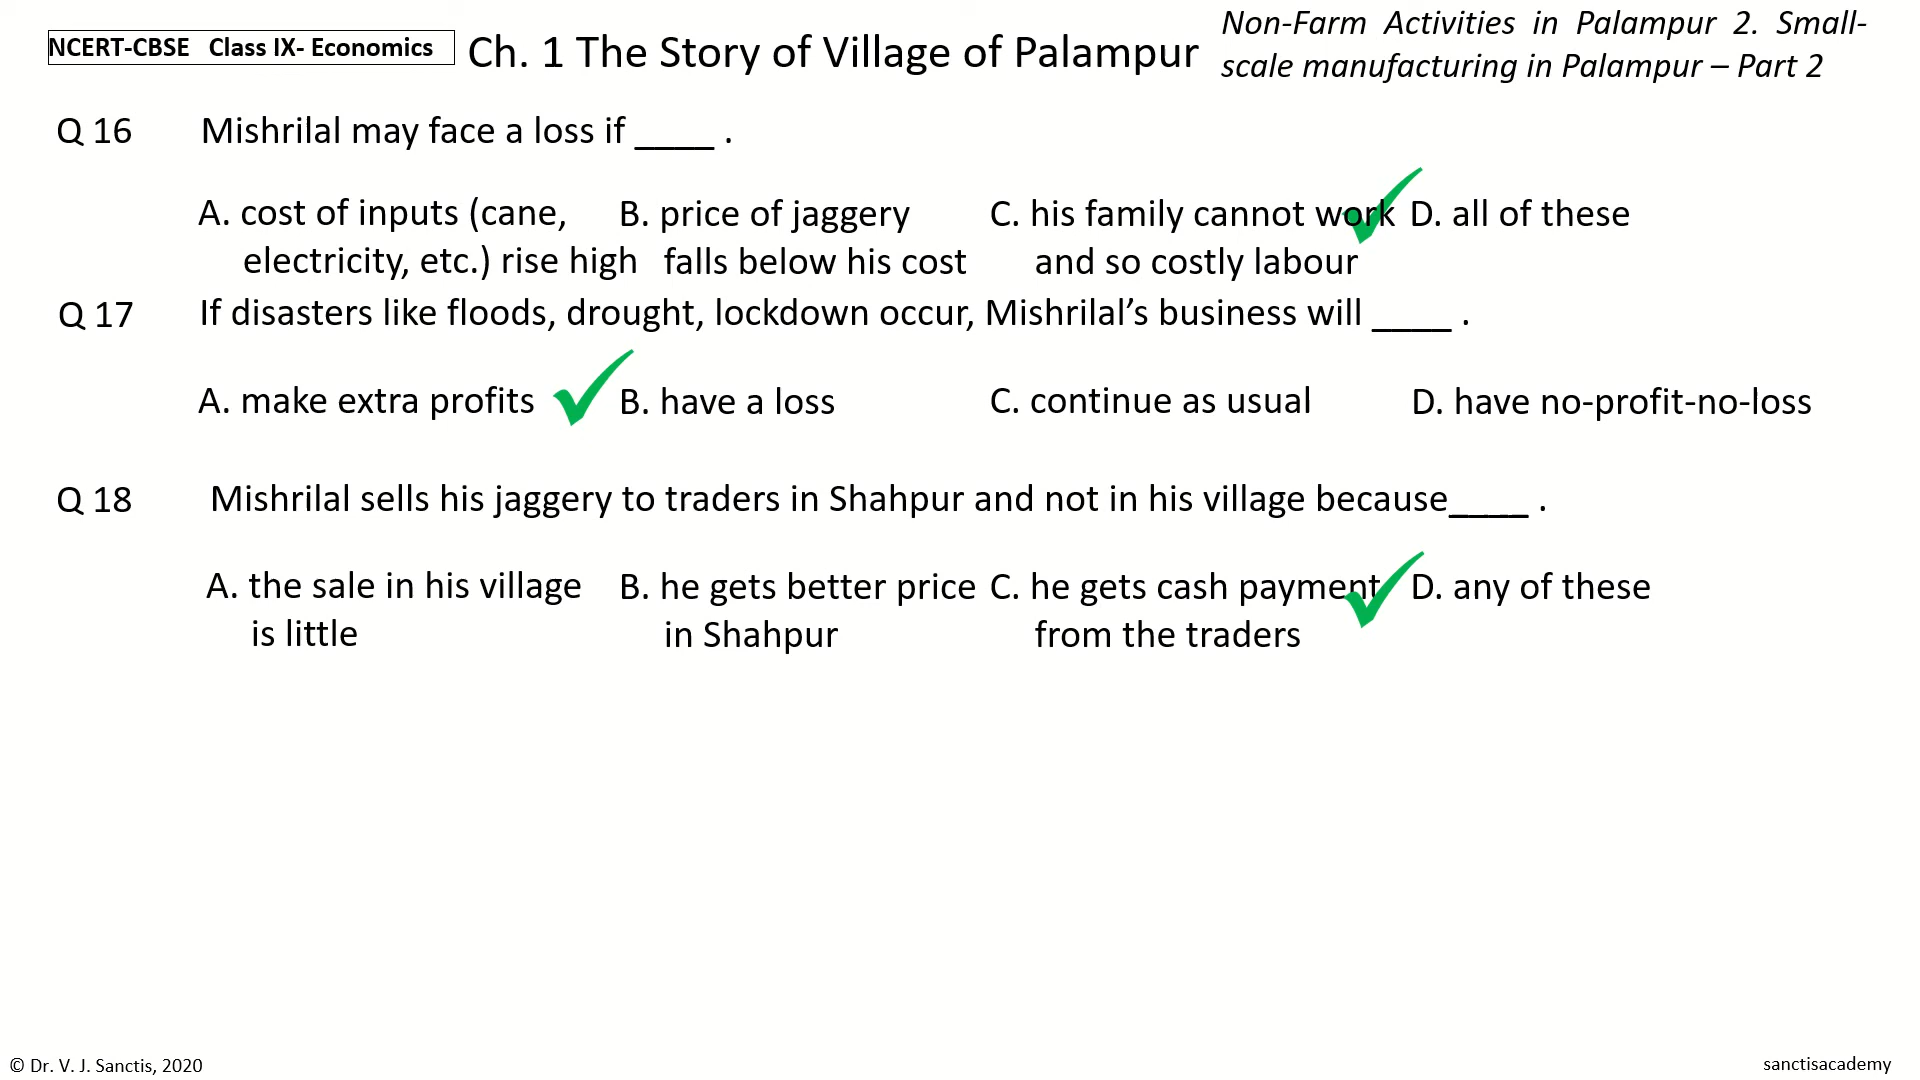 NCERT-CBSE Class IX- Economics
Ch. 1 The Story of Village of Palampur
Non-Farm Activities in Palampur 2. Small-
scale manufacturing in Palampur – Part 2
Q 16 Mishrilal may face a loss if ____ .
A. cost of inputs (cane, B. price of jaggery C. his family cannot work D. all of these
electricity, etc.) rise high falls below his cost and so costly labour
Q 17 If disasters like floods, drought, lockdown occur, Mishrilal’s business will ____ .
A. make extra profits B. have a loss C. continue as usual D. have no-profit-no-loss
Q 18 Mishrilal sells his jaggery to traders in Shahpur and not in his village because____ .
A. the sale in his village B. he gets better price C. he gets cash payment D. any of these
is little in Shahpur from the traders
© Dr. V. J. Sanctis, 2020
sanctisacademy